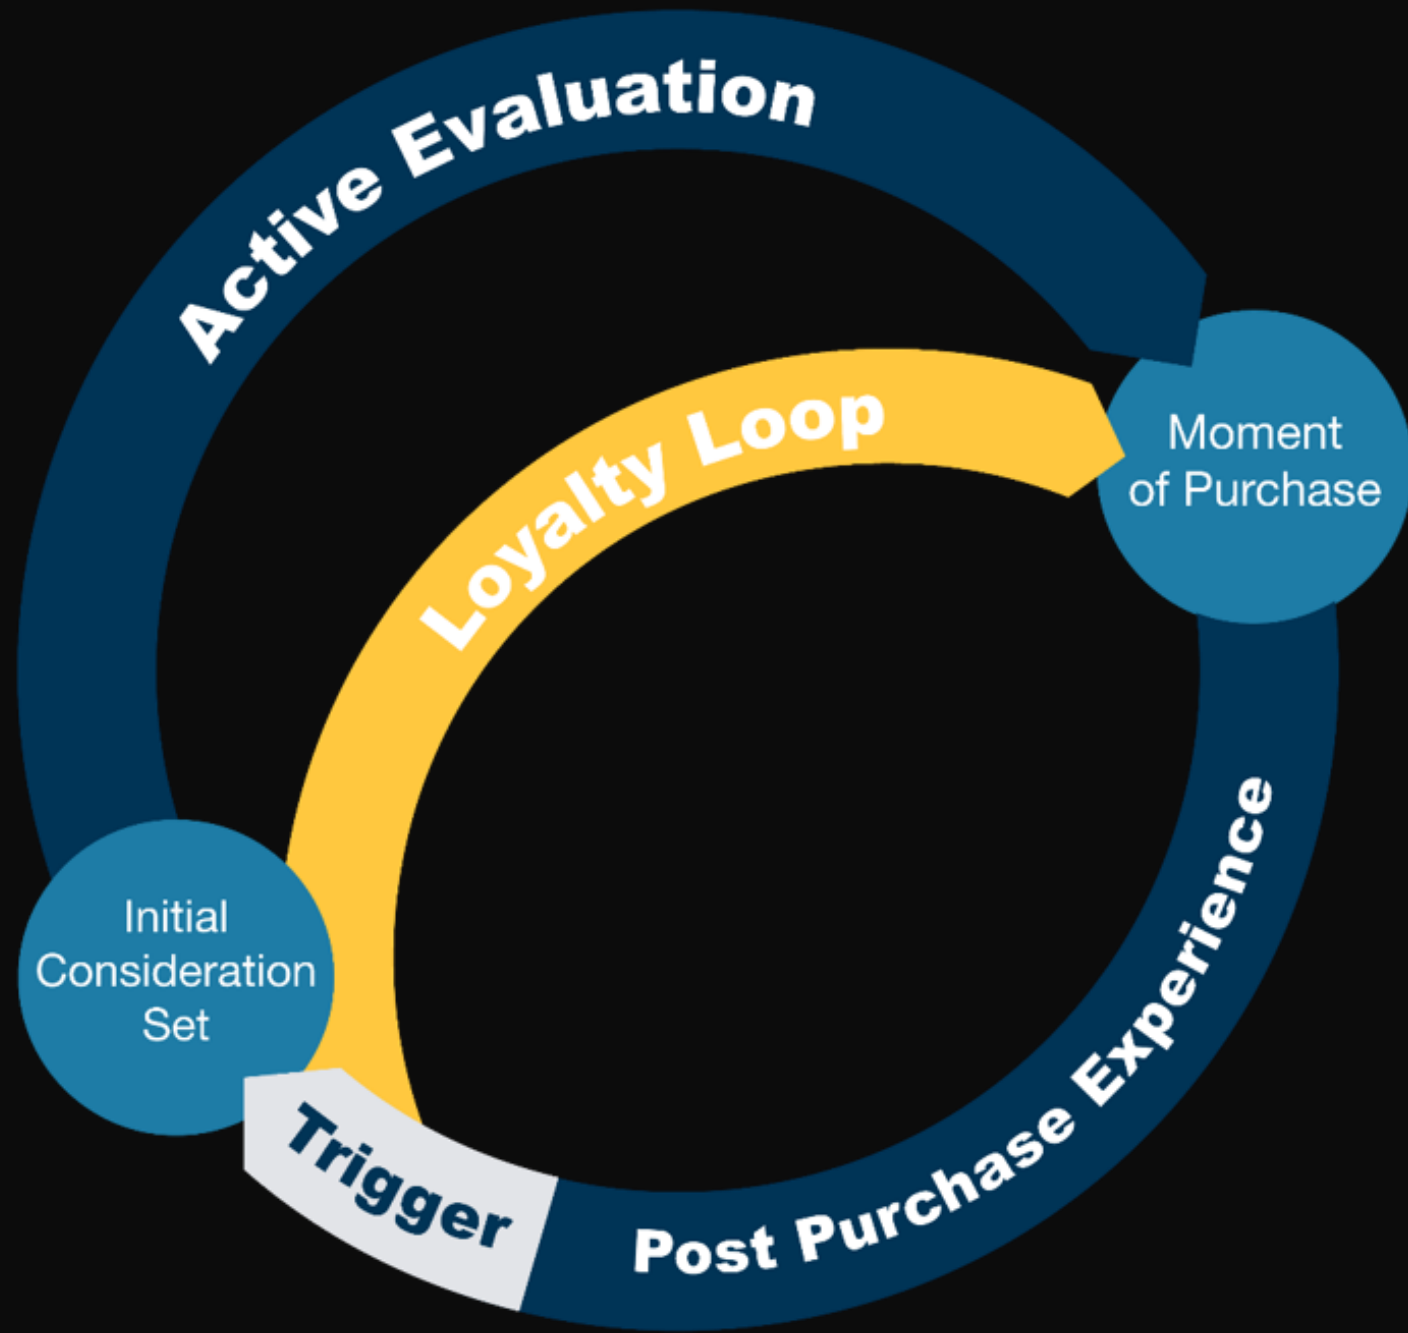 Active Evaluation
Loyalty Loop
Moment
of Purchase
Initial
Consideration
Set
Trigger
Post Purchase Experience